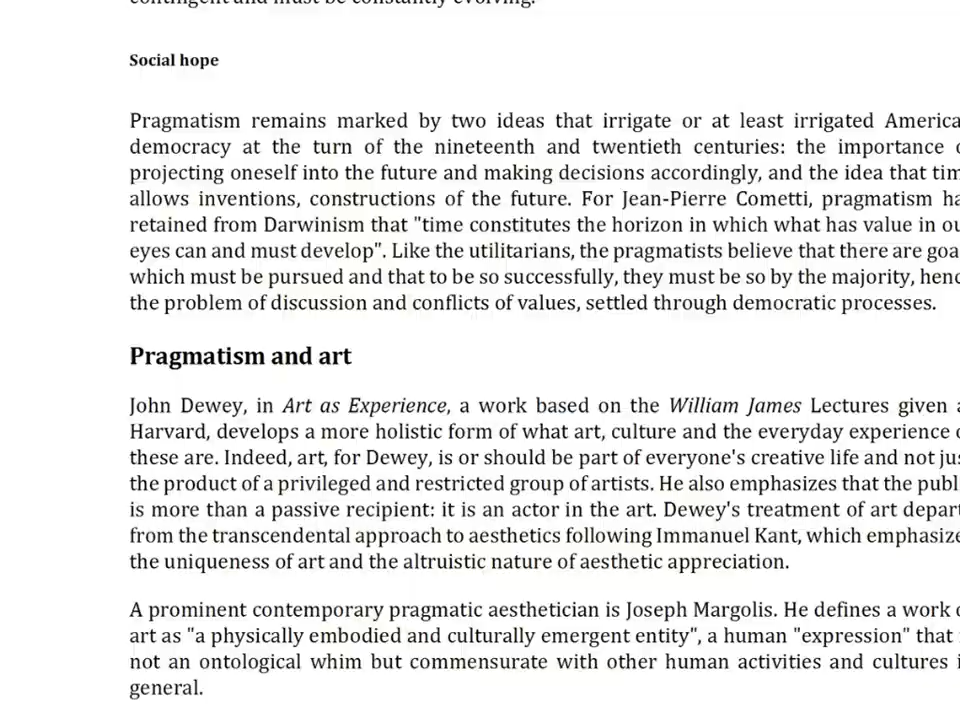 contingent and must be constantly evolving.
Social hope
Pragmatism remains marked by two ideas that irrigate or at least irrigated America
democracy at the turn of the nineteenth and twentieth centuries: the importance
projecting oneself into the future and making decisions accordingly, and the idea that tim
allows inventions, constructions of the future. For Jean-Pierre Cometti, pragmatism ha
retained from Darwinism that "time constitutes the horizon in which what has value in ou
eyes can and must develop". Like the utilitarians, the pragmatists believe that there are goa
which must be pursued and that to be so successfully, they must be so by the majority, henc
the problem of discussion and conflicts of values, settled through democratic processes.
Pragmatism and art
John Dewey, in Art as Experience, a work based on the William James Lectures given a
Harvard, develops a more holistic form of what art, culture and the everyday experience
these are. Indeed, art, for Dewey, is or should be part of everyone's creative life and not jus
the product of a privileged and restricted group of artists. He also emphasizes that the publ
is more than a passive recipient: it is an actor in the art. Dewey's treatment of art depart
from the transcendental approach to aesthetics following Immanuel Kant, which emphasize
the uniqueness of art and the altruistic nature of aesthetic appreciation.
A prominent contemporary pragmatic aesthetician is Joseph Margolis. He defines a work
art as "a physically embodied and culturally emergent entity", a human "expression" that
not an ontological whim but commensurate with other human activities and cultures i
general.